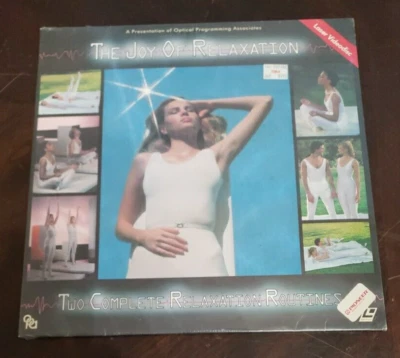 A Presentation of Optical Programming Associates
Laser Videodisc
THE JOY OF RELAXATION
TWO COMPLETE RELAXATION ROUTINES